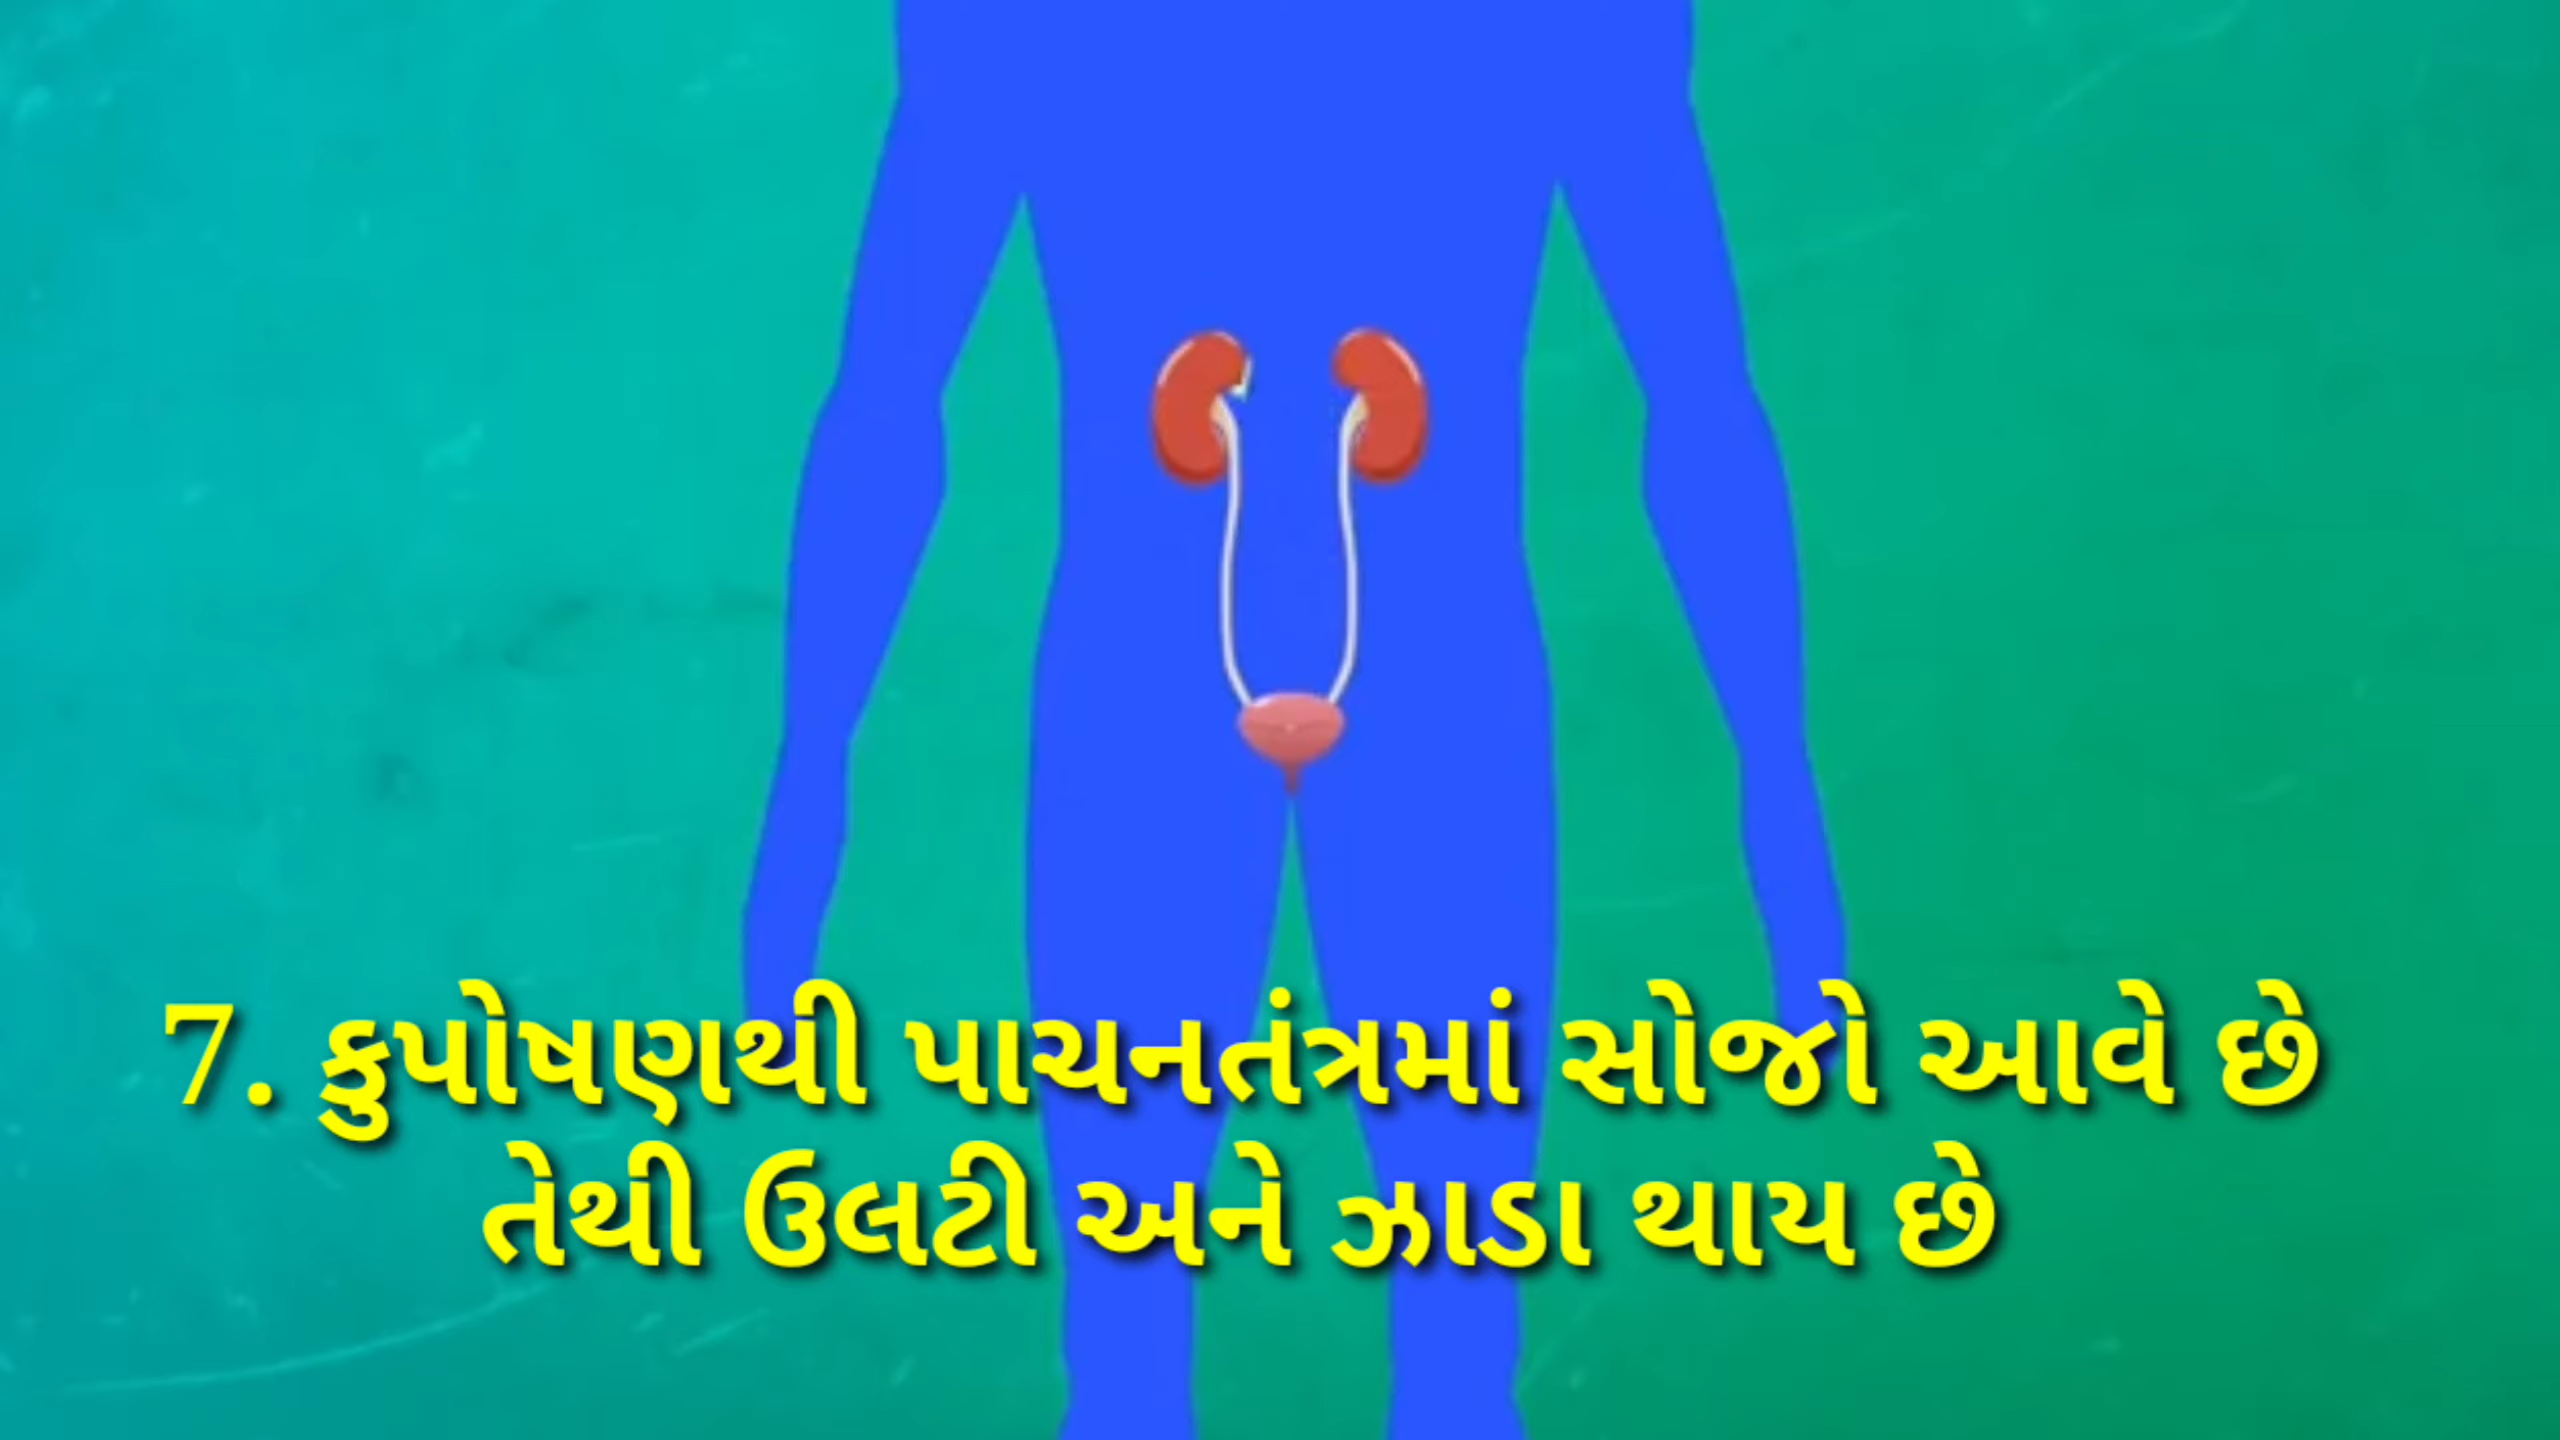 7. કુપોષણથી પાચનતંત્રમાં સોજો આવે છે
તેથી ઉલટી અને ઝાડા થાય છે